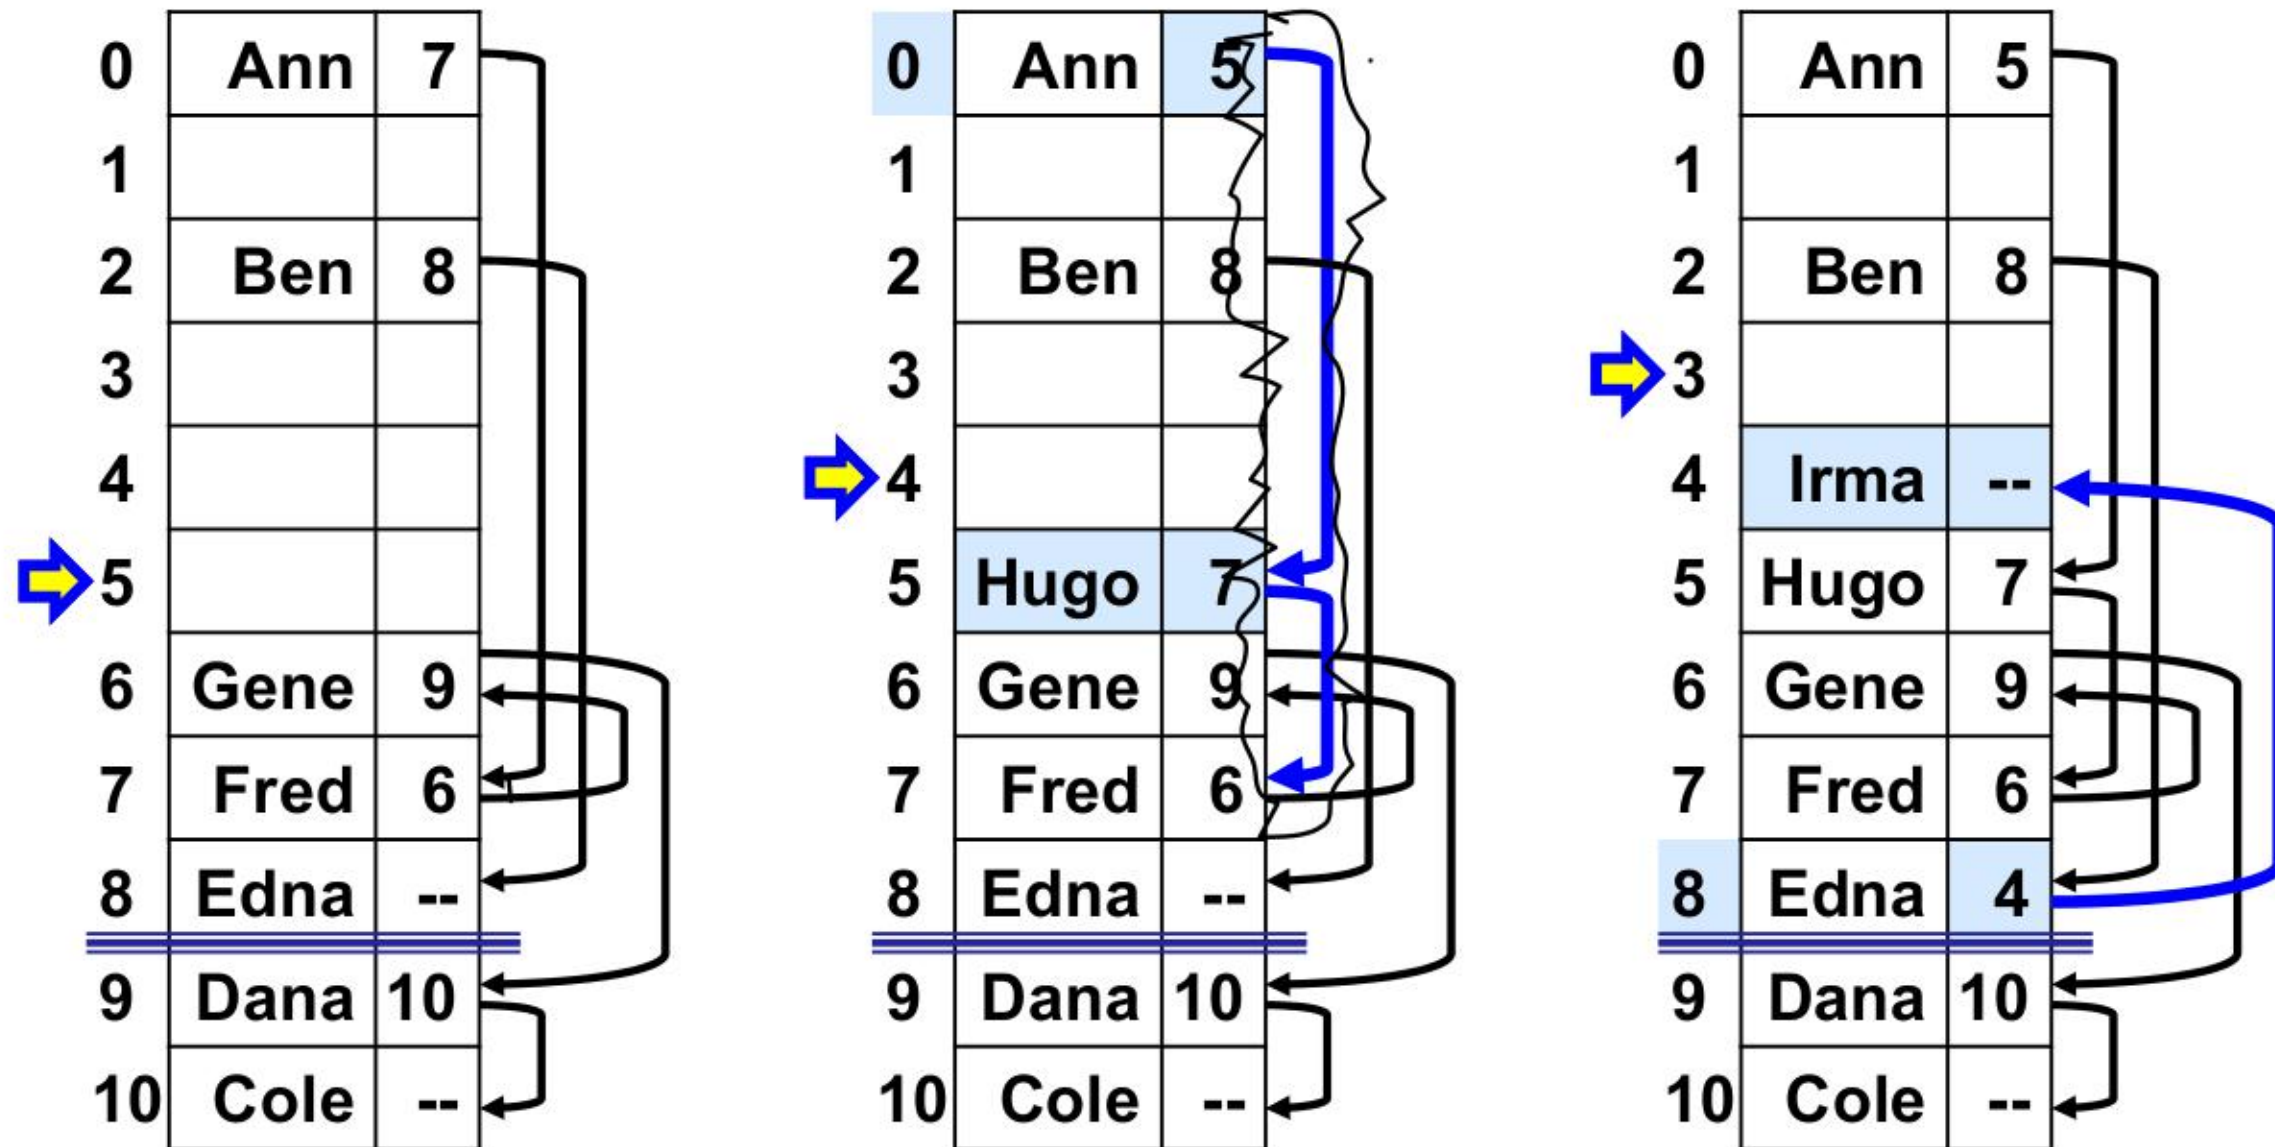 0 Ann 7
1
2 Ben 8
3
4
5
6 Gene 9
7 Fred 6
8 Edna --
9 Dana 10
10 Cole --
0 Ann 5
1
2 Ben 8
3
4
5 Hugo 7
6 Gene 9
7 Fred 6
8 Edna --
9 Dana 10
10 Cole --
0 Ann 5
1
2 Ben 8
3
4 Irma --
5 Hugo 7
6 Gene 9
7 Fred 6
8 Edna 4
9 Dana 10
10 Cole --